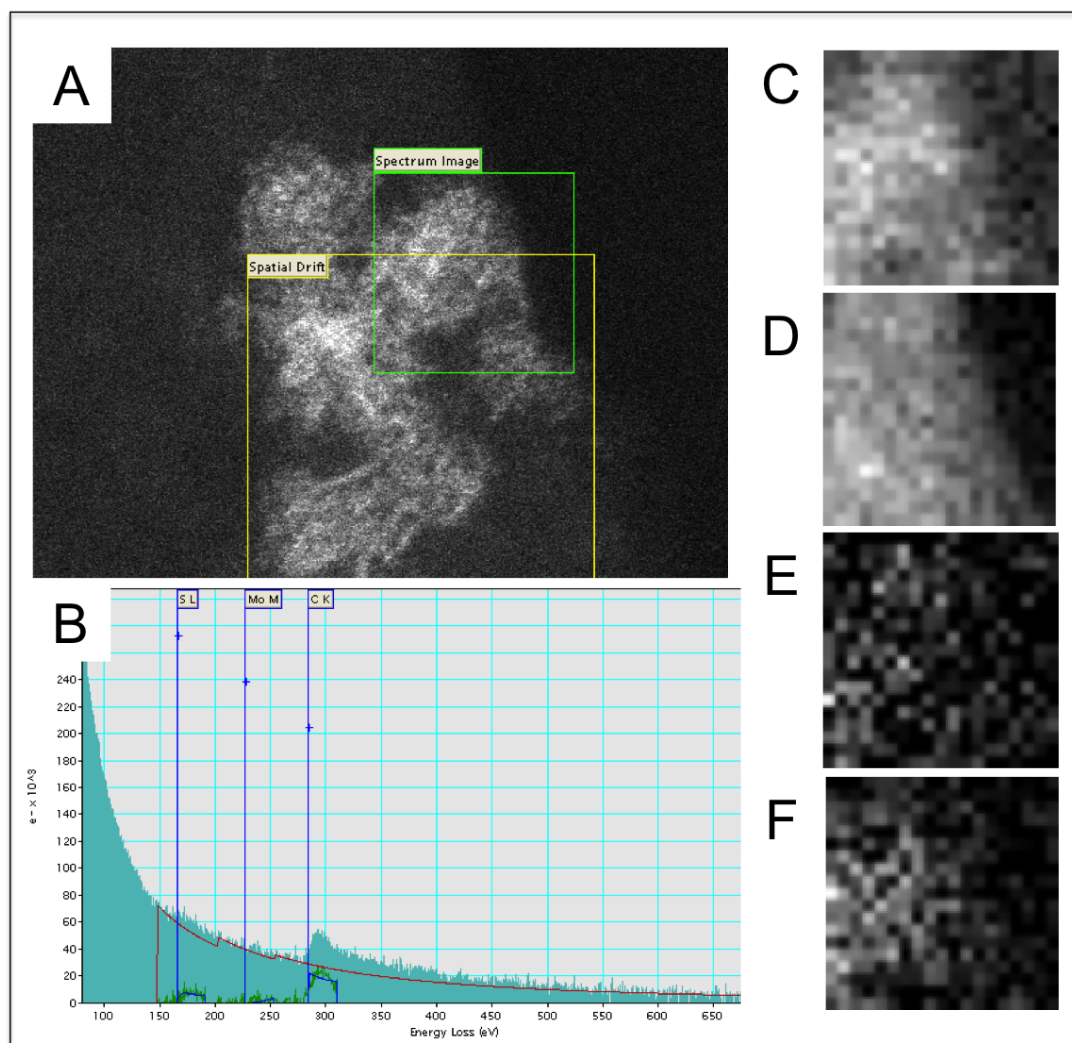 A
Spectrum Image
Spatial Drift
B
S L
Mo M
C K
240
220
200
180
160
140
120
100
80
60
40
20
0
e- x 10^3
100 150 200 250 300 350 400 450 500 550 600 650
Energy Loss (eV)
C
D
E
F